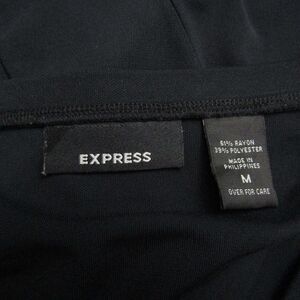 EXPRESS
61% RAYON
39% POLYESTER
MADE IN
PHILIPPINES
M
OVER FOR CARE